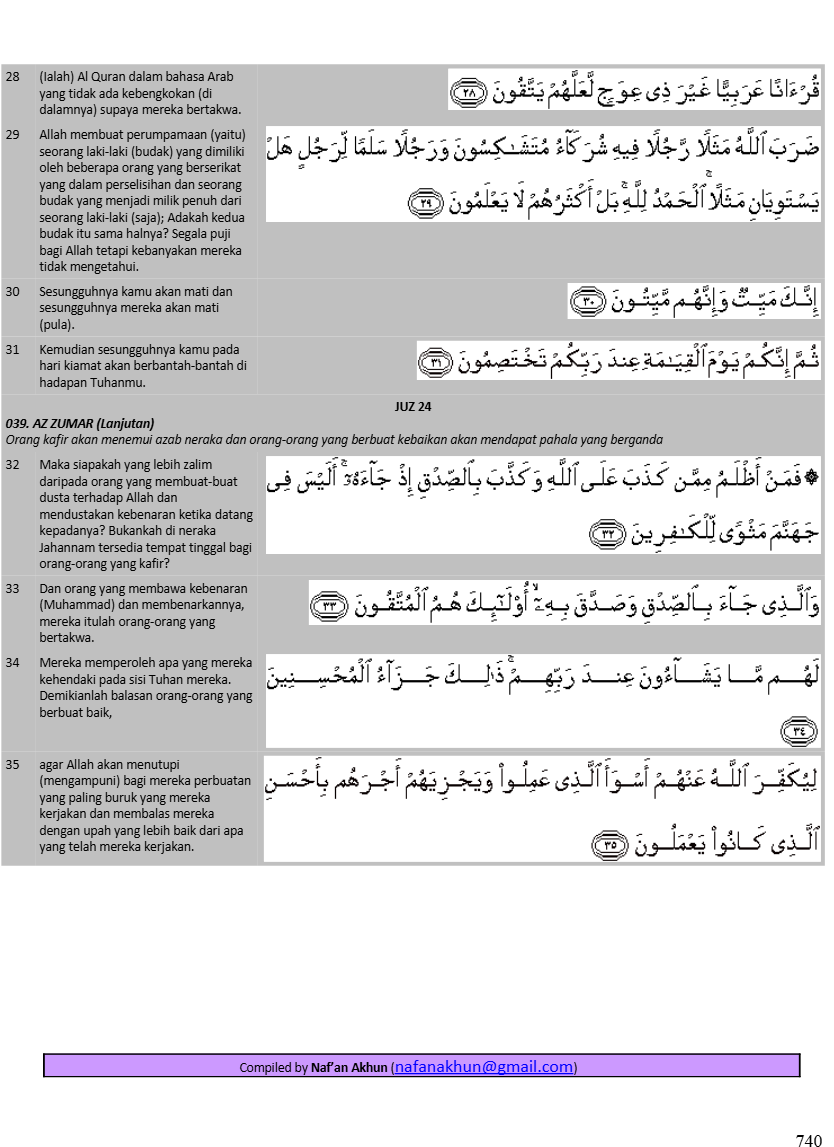 28 (Ialah) Al Quran dalam bahasa Arab
yang tidak ada kebengkokan (di
dalamnya) supaya mereka bertakwa.
قُرْءَانًا عَرَبِيًّا غَيْرَ ذِى عِوَجٍ لَّعَلَّهُمْ يَتَّقُونَ ٢٨
29 Allah membuat perumpamaan (yaitu)
seorang laki-laki (budak) yang dimiliki
oleh beberapa orang yang berserikat
yang dalam perselisihan dan seorang
budak yang menjadi milik penuh dari
seorang laki-laki (saja); Adakah kedua
budak itu sama halnya? Segala puji
bagi Allah tetapi kebanyakan mereka
tidak mengetahui.
ضَرَبَ ٱللَّهُ مَثَلًا رَّجُلًا فِيهِ شُرَكَآءُ مُتَشَـٰكِسُونَ وَرَجُلًا سَلَمًا لِّرَجُلٍ هَلْ
يَسْتَوِيَانِ مَثَلًا ۚ ٱلْحَمْدُ لِلَّهِ ۚ بَلْ أَكْثَرُهُمْ لَا يَعْلَمُونَ ٢٩
30 Sesungguhnya kamu akan mati dan
sesungguhnya mereka akan mati
(pula).
إِنَّكَ مَيِّتٌ وَإِنَّهُم مَّيِّتُونَ ٣٠
31 Kemudian sesungguhnya kamu pada
hari kiamat akan berbantah-bantah di
hadapan Tuhanmu.
ثُمَّ إِنَّكُمْ يَوْمَ ٱلْقِيَـٰمَةِ عِندَ رَبِّكُمْ تَخْتَصِمُونَ ٣١
JUZ 24
039. AZ ZUMAR (Lanjutan)
Orang kafir akan menemui azab neraka dan orang-orang yang berbuat kebaikan akan mendapat pahala yang berganda
32 Maka siapakah yang lebih zalim
daripada orang yang membuat-buat
dusta terhadap Allah dan
mendustakan kebenaran ketika datang
kepadanya? Bukankah di neraka
Jahannam tersedia tempat tinggal bagi
orang-orang yang kafir?
۞ فَمَنْ أَظْلَمُ مِمَّن كَذَبَ عَلَى ٱللَّهِ وَكَذَّبَ بِٱلصِّدْقِ إِذْ جَآءَهُۥٓ ۚ أَلَيْسَ فِى
جَهَنَّمَ مَثْوًى لِّلْكَـٰفِرِينَ ٣٢
33 Dan orang yang membawa kebenaran
(Muhammad) dan membenarkannya,
mereka itulah orang-orang yang
bertakwa.
وَٱلَّذِى جَآءَ بِٱلصِّدْقِ وَصَدَّقَ بِهِۦٓ ۙ أُو۟لَـٰٓئِكَ هُمُ ٱلْمُتَّقُونَ ٣٣
34 Mereka memperoleh apa yang mereka
kehendaki pada sisi Tuhan mereka.
Demikianlah balasan orang-orang yang
berbuat baik,
لَهُم مَّا يَشَآءُونَ عِندَ رَبِّهِمْ ۚ ذَٰلِكَ جَزَآءُ ٱلْمُحْسِنِينَ
٣٤
35 agar Allah akan menutupi
(mengampuni) bagi mereka perbuatan
yang paling buruk yang mereka
kerjakan dan membalas mereka
dengan upah yang lebih baik dari apa
yang telah mereka kerjakan.
لِيُكَفِّرَ ٱللَّهُ عَنْهُمْ أَسْوَأَ ٱلَّذِى عَمِلُوا۟ وَيَجْزِيَهُمْ أَجْرَهُم بِأَحْسَنِ
ٱلَّذِى كَانُوا۟ يَعْمَلُونَ ٣٥
Compiled by Naf’an Akhun (nafanakhun@gmail.com)
740